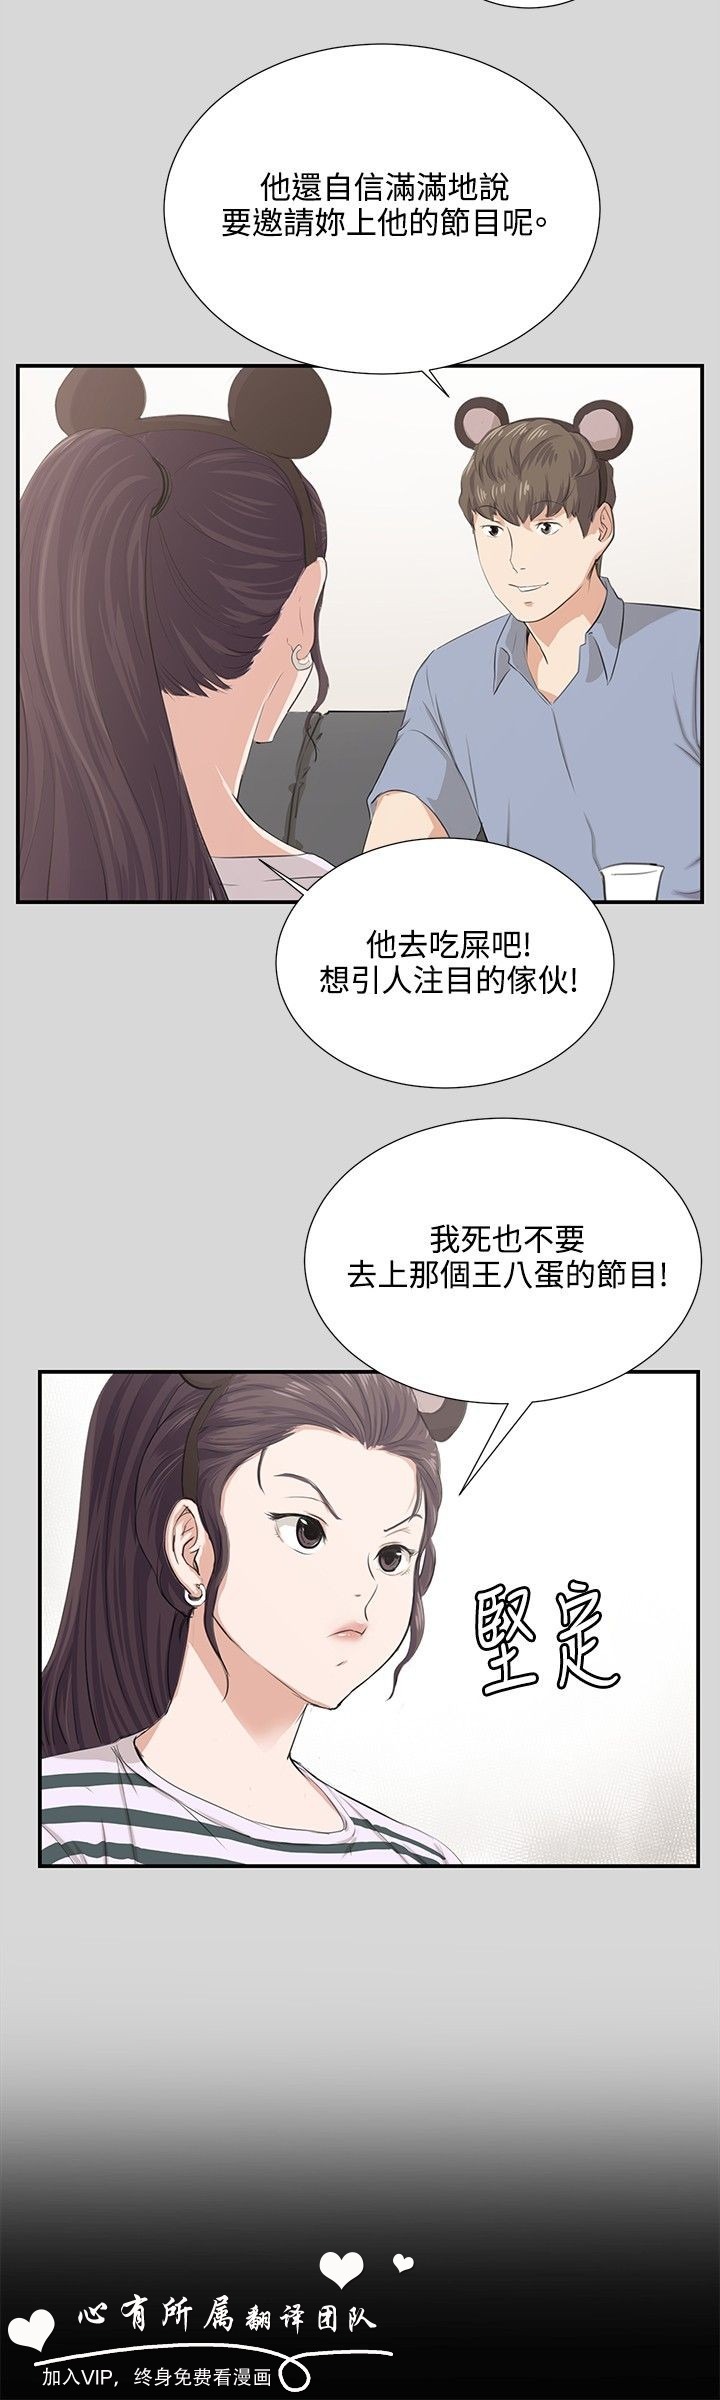 他還自信滿滿地說
要邀請妳上他的節目呢。
他去吃屎吧!
想引人注目的傢伙!
我死也不要
去上那個王八蛋的節目!
堅定
心有所属翻译团队
加入VIP，终身免费看漫画